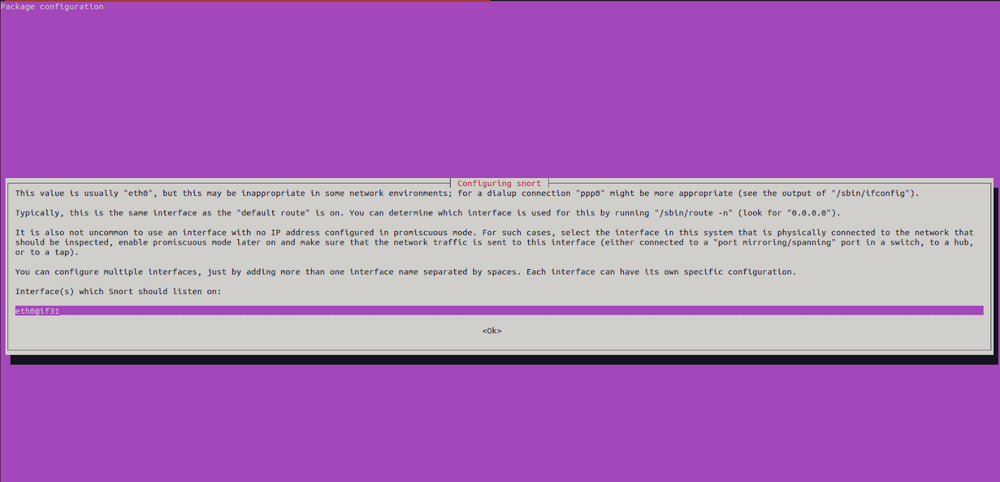 Package configuration
Configuring snort
This value is usually "eth0", but this may be inappropriate in some network environments; for a dialup connection "ppp0" might be more appropriate (see the output of "/sbin/ifconfig").
Typically, this is the same interface as the "default route" is on. You can determine which interface is used for this by running "/sbin/route -n" (look for "0.0.0.0").
It is also not uncommon to use an interface with no IP address configured in promiscuous mode. For such cases, select the interface in this system that is physically connected to the network that
should be inspected, enable promiscuous mode later on and make sure that the network traffic is sent to this interface (either connected to a "port mirroring/spanning" port in a switch, to a hub,
or to a tap).
You can configure multiple interfaces, just by adding more than one interface name separated by spaces. Each interface can have its own specific configuration.
Interface(s) which Snort should listen on:
eth0@if31
<Ok>